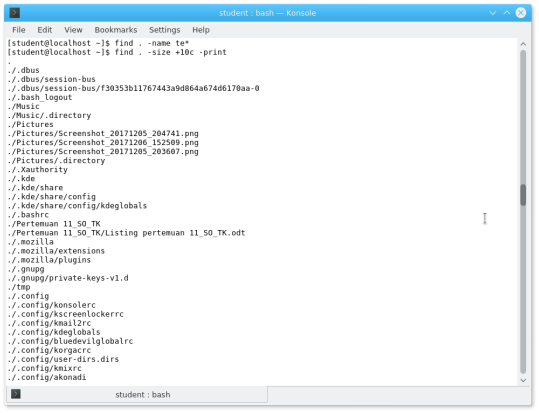 student : bash — Konsole
File Edit View Bookmarks Settings Help
[student@localhost ~]$ find . -name te*
[student@localhost ~]$ find . -size +10c -print
.
./.dbus
./.dbus/session-bus
./.dbus/session-bus/f30353b11767443a9d864a674d6170aa-0
./.bash_logout
./Music
./Music/.directory
./Pictures
./Pictures/Screenshot_20171205_204741.png
./Pictures/Screenshot_20171206_152509.png
./Pictures/Screenshot_20171205_203607.png
./Pictures/.directory
./.Xauthority
./.kde
./.kde/share
./.kde/share/config
./.kde/share/config/kdeglobals
./.bashrc
./Pertemuan 11_SO_TK
./Pertemuan 11_SO_TK/Listing pertemuan 11_SO_TK.odt
./.mozilla
./.mozilla/extensions
./.mozilla/plugins
./.gnupg
./.gnupg/private-keys-v1.d
./tmp
./.config
./.config/konsolerc
./.config/kscreenlockerrc
./.config/kmail2rc
./.config/kdeglobals
./.config/bluedevilglobalrc
./.config/korgacrc
./.config/user-dirs.dirs
./.config/kmixrc
./.config/akonadi
student : bash